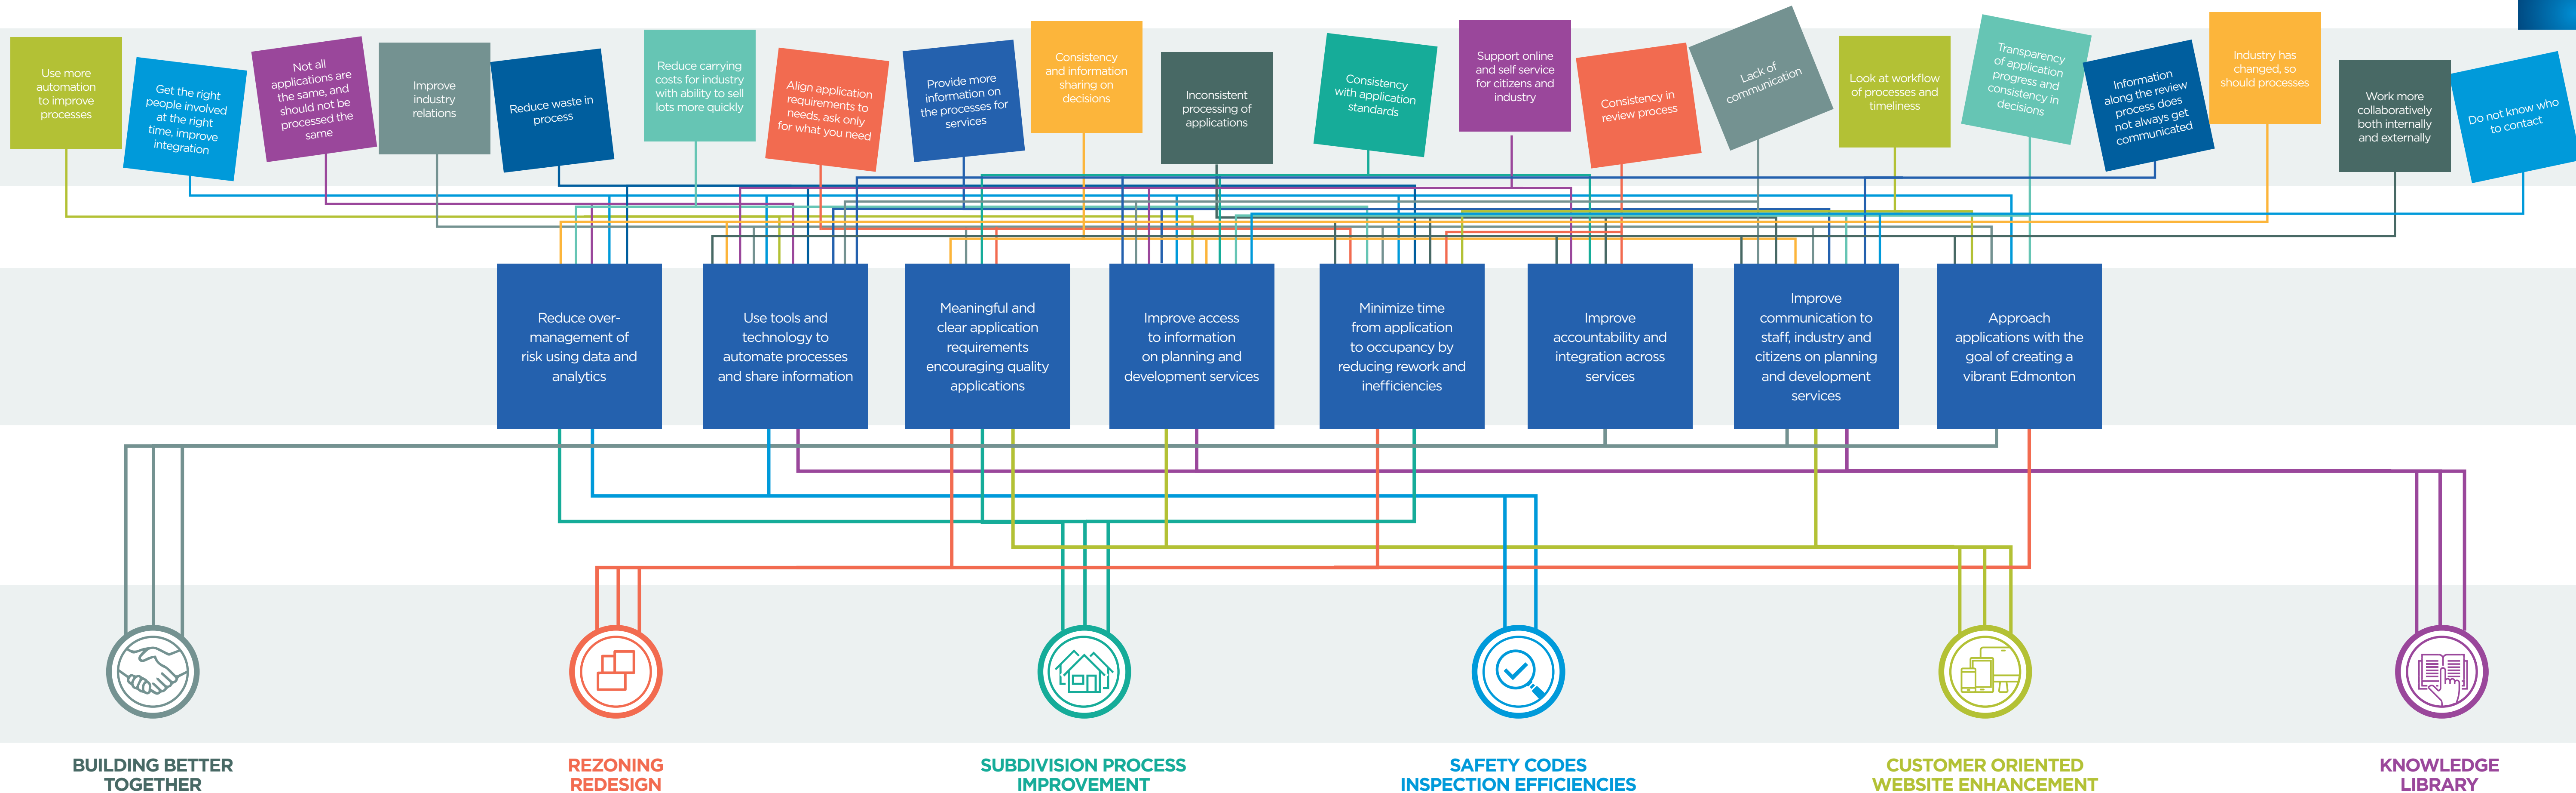 Use more
automation
to improve
processes
Get the right
people involved
at the right
time, improve
integration
Not all
applications are
the same, and
should not be
processed the
same
Improve
industry
relations
Reduce waste in
process
Reduce carrying
costs for industry
with ability to sell
lots more quickly
Align application
requirements to
needs, ask only
for what you need
Provide more
information on
the processes for
services
Consistency
and information
sharing on
decisions
Inconsistent
processing of
applications
Consistency
with application
standards
Support online
and self service
for citizens and
industry
Consistency in
review process
Lack of
communication
Look at workflow
of processes and
timeliness
Transparency
of application
progress and
consistency in
decisions
Information
along the review
process does
not always get
communicated
Industry has
changed, so
should processes
Work more
collaboratively
both internally
and externally
Do not know who
to contact
Reduce over-
management of
risk using data and
analytics
Use tools and
technology to
automate processes
and share information
Meaningful and
clear application
requirements
encouraging quality
applications
Improve access
to information
on planning and
development services
Minimize time
from application
to occupancy by
reducing rework and
inefficiencies
Improve
accountability and
integration across
services
Improve
communication to
staff, industry and
citizens on planning
and development
services
Approach
applications with the
goal of creating a
vibrant Edmonton
BUILDING BETTER
TOGETHER
REZONING
REDESIGN
SUBDIVISION PROCESS
IMPROVEMENT
SAFETY CODES
INSPECTION EFFICIENCIES
CUSTOMER ORIENTED
WEBSITE ENHANCEMENT
KNOWLEDGE
LIBRARY